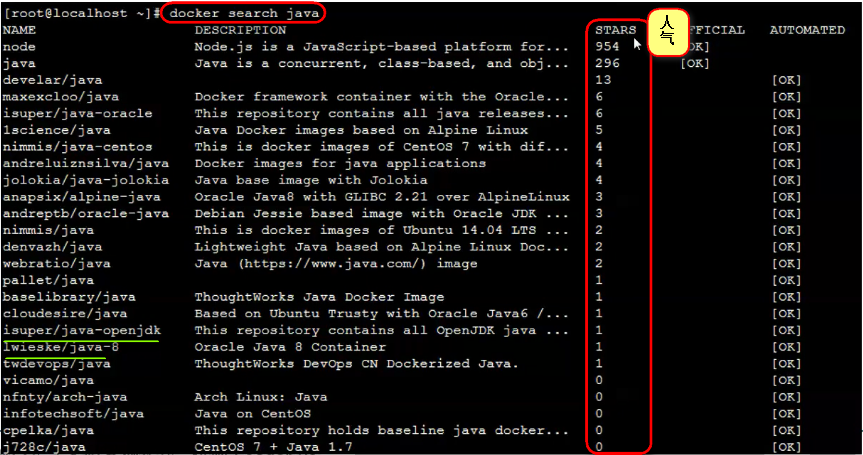 [root@localhost ~]# docker search java
NAME DESCRIPTION STARS 人气 FFICIAL AUTOMATED
node Node.js is a JavaScript-based platform for... 954 OK]
java Java is a concurrent, class-based, and obj... 296 [OK]
develar/java 13 [OK]
maxexcloo/java Docker framework container with the Oracle... 6 [OK]
isuper/java-oracle This repository contains all java releases... 6 [OK]
1science/java Java Docker images based on Alpine Linux 5 [OK]
nimmis/java-centos This is docker images of CentOS 7 with dif... 4 [OK]
andreluiznsilva/java Docker images for java applications 4 [OK]
jolokia/java-jolokia Java base image with Jolokia 4 [OK]
anapsix/alpine-java Oracle Java8 with GLIBC 2.21 over AlpineLinux 3 [OK]
andreptb/oracle-java Debian Jessie based image with Oracle JDK ... 3 [OK]
nimmis/java This is docker images of Ubuntu 14.04 LTS ... 2 [OK]
denvazh/java Lightweight Java based on Alpine Linux Doc... 2 [OK]
webratio/java Java (https://www.java.com/) image 2 [OK]
pallet/java 1 [OK]
baselibrary/java ThoughtWorks Java Docker Image 1 [OK]
cloudesire/java Based on Ubuntu Trusty with Oracle Java6 /... 1 [OK]
isuper/java-openjdk This repository contains all OpenJDK java ... 1 [OK]
lwieske/java-8 Oracle Java 8 Container 1 [OK]
twdevops/java ThoughtWorks DevOps CN Dockerized Java. 1 [OK]
vicamo/java 0 [OK]
nfnty/arch-java Arch Linux: Java 0 [OK]
infotechsoft/java Java on CentOS 0 [OK]
cpelka/java This repository holds baseline java docker... 0 [OK]
j728c/java CentOS 7 + Java 1.7 0 [OK]